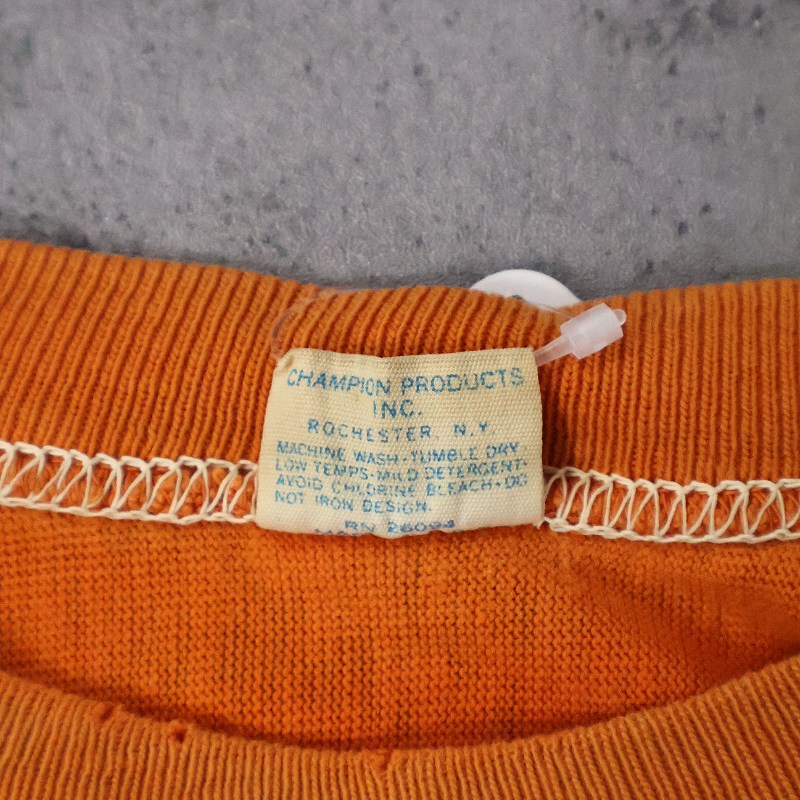 CHAMPION PRODUCTS
INC.
ROCHESTER, N.Y.
MACHINE WASH-TUMBLE DRY
LOW TEMPS-MILD DETERGENT-
AVOID CHLORINE BLEACH-DO
NOT IRON DESIGN.
RN 26094